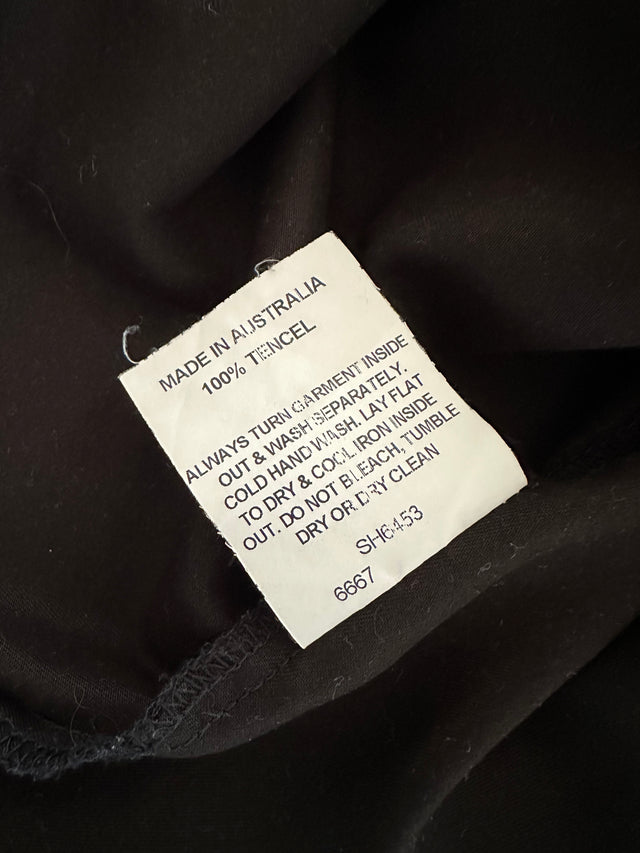 MADE IN AUSTRALIA
100% TENCEL
ALWAYS TURN GARMENT INSIDE
OUT & WASH SEPARATELY.
COLD HAND WASH. LAY FLAT
TO DRY & COOL IRON INSIDE
OUT. DO NOT BLEACH, TUMBLE
DRY OR DRY CLEAN
SH6453
6667